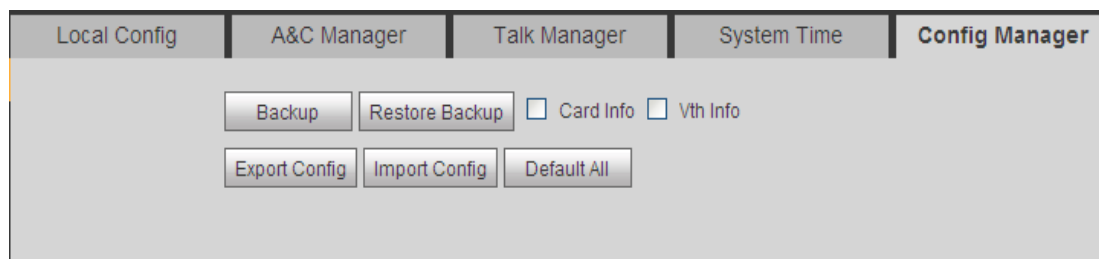 Local Config A&C Manager Talk Manager System Time Config Manager
Backup Restore Backup Card Info Vth Info
Export Config Import Config Default All